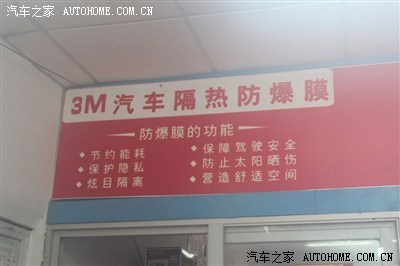 汽车之家 AUTOHOME.COM.CN
3M汽车隔热防爆膜
防爆膜的功能
◆ 节约能耗 ◆ 保障驾驶安全
◆ 保护隐私 ◆ 防止太阳晒伤
◆ 炫目隔离 ◆ 营造舒适空间
汽车之家 AUTOHOME.COM.CN